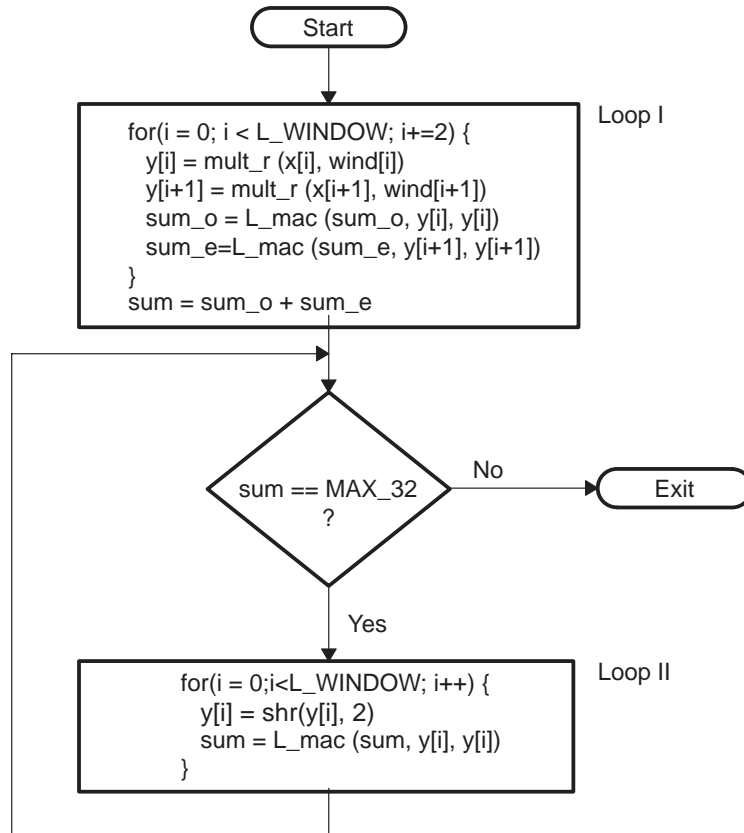 Start
Loop I
for(i = 0; i < L_WINDOW; i+=2) {
y[i] = mult_r (x[i], wind[i])
y[i+1] = mult_r (x[i+1], wind[i+1])
sum_o = L_mac (sum_o, y[i], y[i])
sum_e=L_mac (sum_e, y[i+1], y[i+1])
}
sum = sum_o + sum_e
sum == MAX_32
?
No
Exit
Yes
Loop II
for(i = 0;i<L_WINDOW; i++) {
y[i] = shr(y[i], 2)
sum = L_mac (sum, y[i], y[i])
}